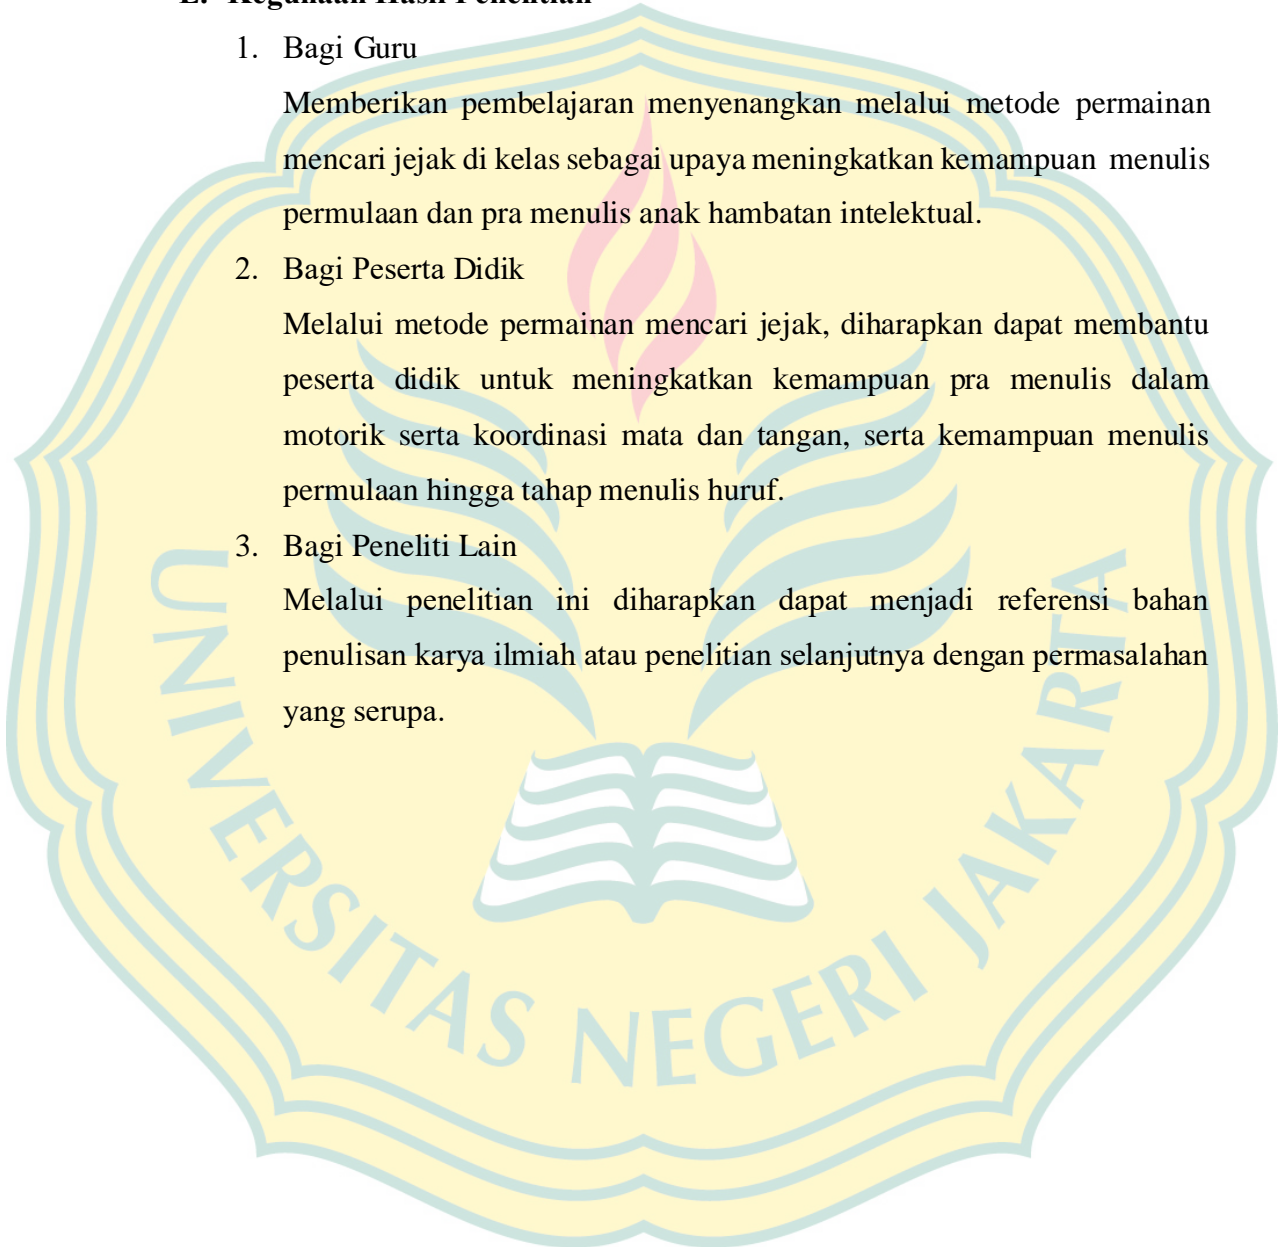 E. Kegunaan Hasil Penelitian
1. Bagi Guru
Memberikan pembelajaran menyenangkan melalui metode permainan
mencari jejak di kelas sebagai upaya meningkatkan kemampuan menulis
permulaan dan pra menulis anak hambatan intelektual.
2. Bagi Peserta Didik
Melalui metode permainan mencari jejak, diharapkan dapat membantu
peserta didik untuk meningkatkan kemampuan pra menulis dalam
motorik serta koordinasi mata dan tangan, serta kemampuan menulis
permulaan hingga tahap menulis huruf.
3. Bagi Peneliti Lain
Melalui penelitian ini diharapkan dapat menjadi referensi bahan
penulisan karya ilmiah atau penelitian selanjutnya dengan permasalahan
yang serupa.
UNIVERSITAS NEGERI JAKARTA